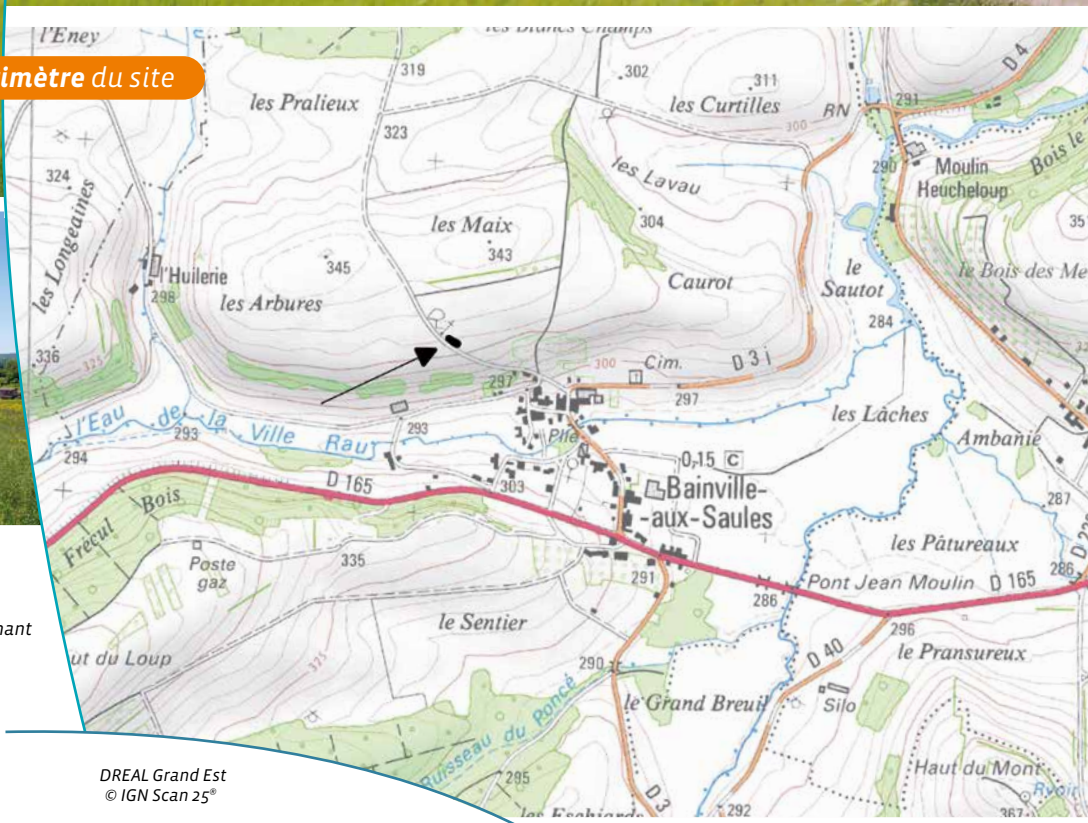 l'Eney
les Blancs Champs
imètre du site
319
302
311
D 4
les Pralieux
les Curtilles
RN
291
323
300
324
les Lavau
290
Moulin
Heucheloup
Bois le
les Longeaines
304
les Maix
343
35
345
l'Huilerie
298
les Arbures
Caurot
le
Sautot
le Bois des Me
284
336
325
300
Cim.
D 3 i
297
297
l'Eau de la Ville Rau
293
293
294
les Lâches
Ambanie
Plle
0,15 C
D 165
303
Bainville-
-aux-Saules
287
Frécul Bois
335
Poste
gaz
les Pâtureaux
291
286
Pont Jean Moulin
D 165
286
nant
le Sentier
296
ut du Loup
325
D 40
le Pransureux
290
le Grand Breuil
Silo
Ruisseau du Poncé
Haut du Mont
295
D 3
292
367
les Eschiards
DREAL Grand Est
© IGN Scan 25®